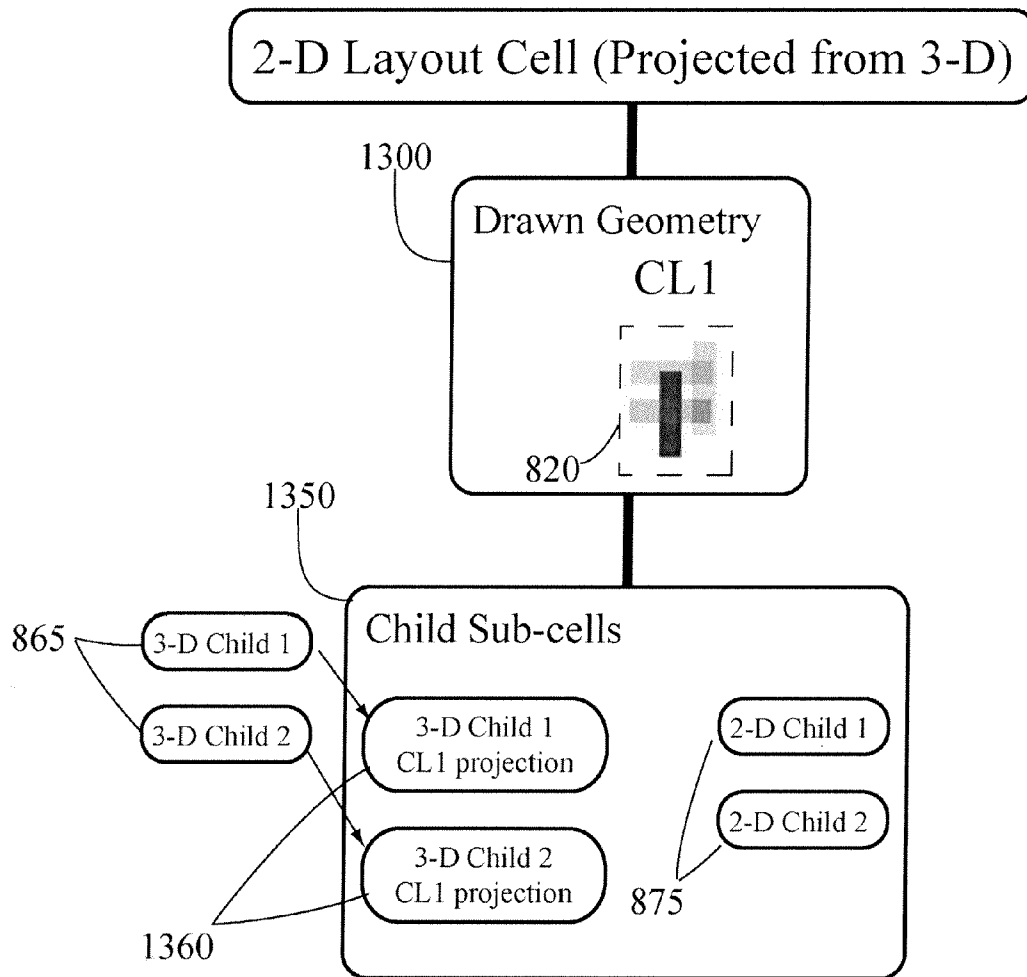 2-D Layout Cell (Projected from 3-D)
1300
Drawn Geometry
CL1
820
1350
Child Sub-cells
865
3-D Child 1
3-D Child 2
3-D Child 1
CL1 projection
2-D Child 1
2-D Child 2
3-D Child 2
CL1 projection
875
1360